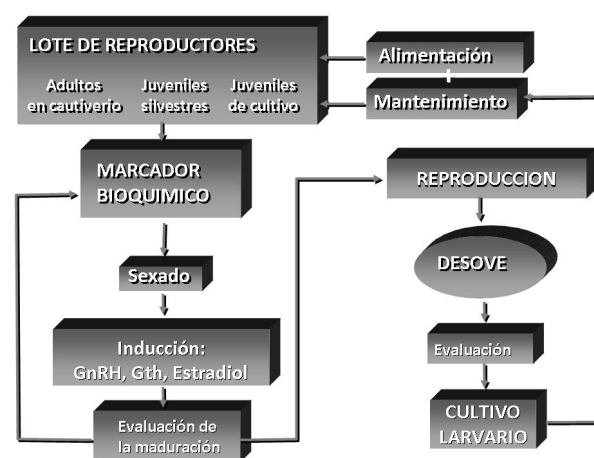 LOTE DE REPRODUCTORES
Adultos
en cautiverio
Juveniles
silvestres
Juveniles
de cultivo
Alimentación
Mantenimiento
MARCADOR
BIOQUIMICO
Sexado
Inducción:
GnRH, Gth, Estradiol
Evaluación de
la maduración
REPRODUCCION
DESOVE
Evaluación
CULTIVO
LARVARIO